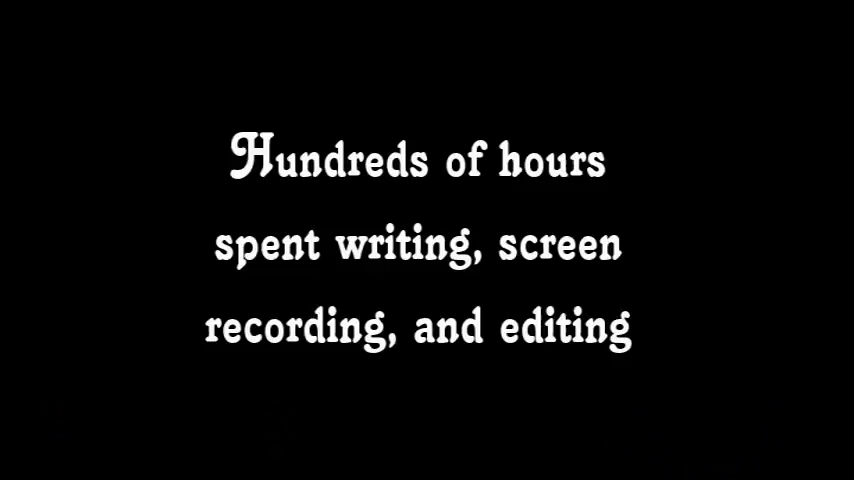 Hundreds of hours
spent writing, screen
recording, and editing